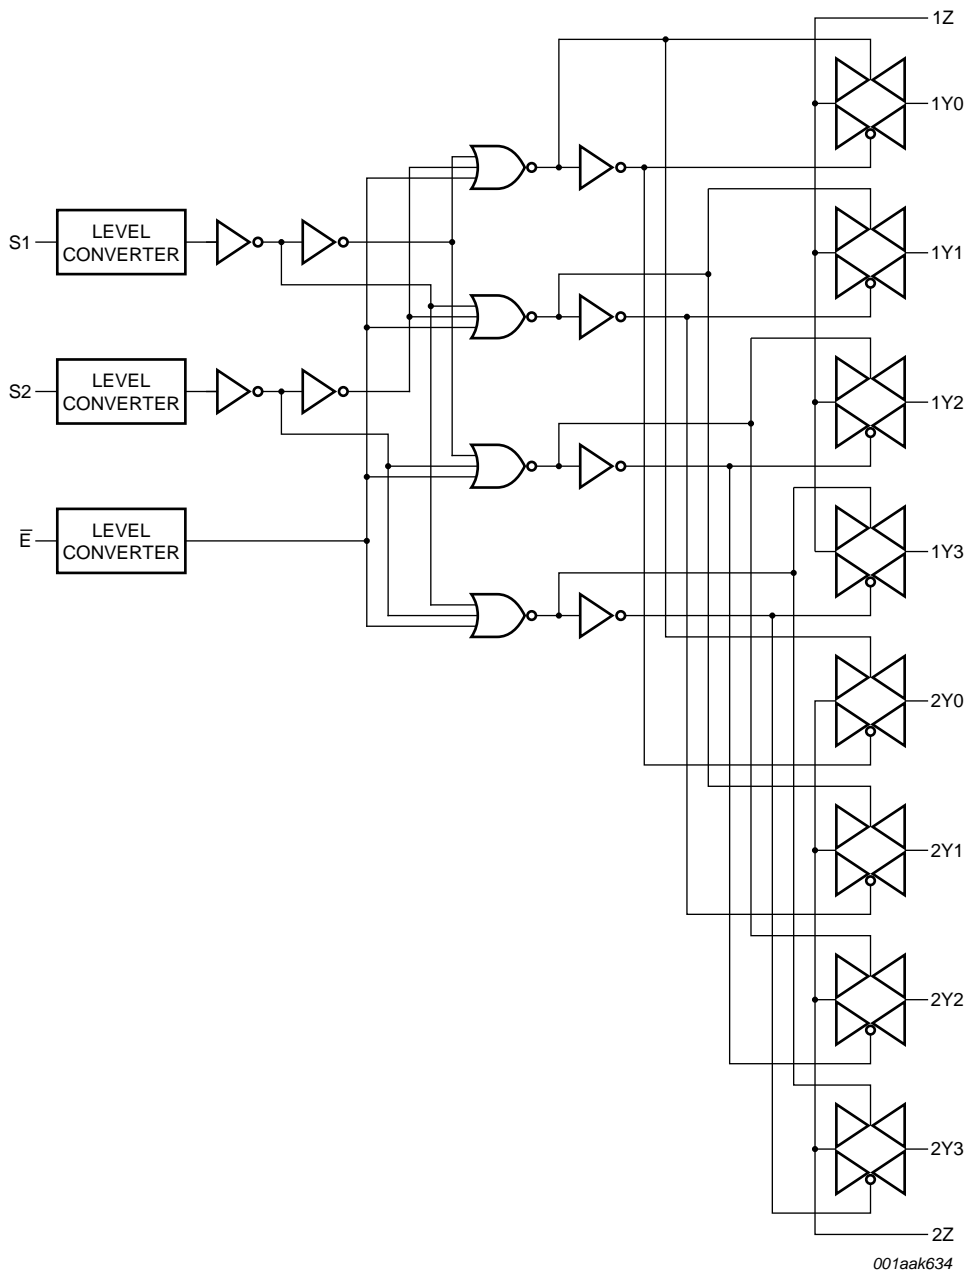 1Z
1Y0
LEVEL
CONVERTER
S1
1Y1
LEVEL
CONVERTER
S2
1Y2
LEVEL
CONVERTER
E̅
1Y3
2Y0
2Y1
2Y2
2Y3
2Z
001aak634